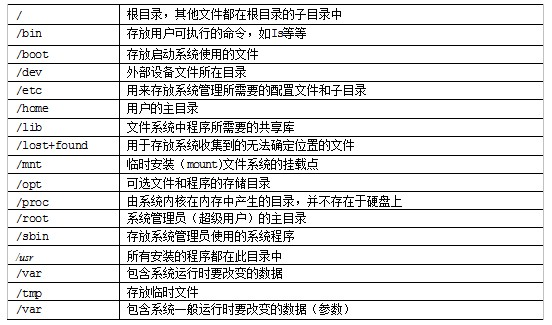 / 根目录，其他文件都在根目录的子目录中
/bin 存放用户可执行的命令，如Is等等
/boot 存放启动系统使用的文件
/dev 外部设备文件所在目录
/etc 用来存放系统管理所需要的配置文件和子目录
/home 用户的主目录
/lib 文件系统中程序所需要的共享库
/lost+found 用于存放系统收集到的无法确定位置的文件
/mnt 临时安装（mount)文件系统的挂载点
/opt 可选文件和程序的存储目录
/proc 由系统内核在内存中产生的目录，并不存在于硬盘上
/root 系统管理员（超级用户）的主目录
/sbin 存放系统管理员使用的系统程序
/usr 所有安装的程序都在此目录中
/var 包含系统运行时要改变的数据
/tmp 存放临时文件
/var 包含系统一般运行时要改变的数据（参数）